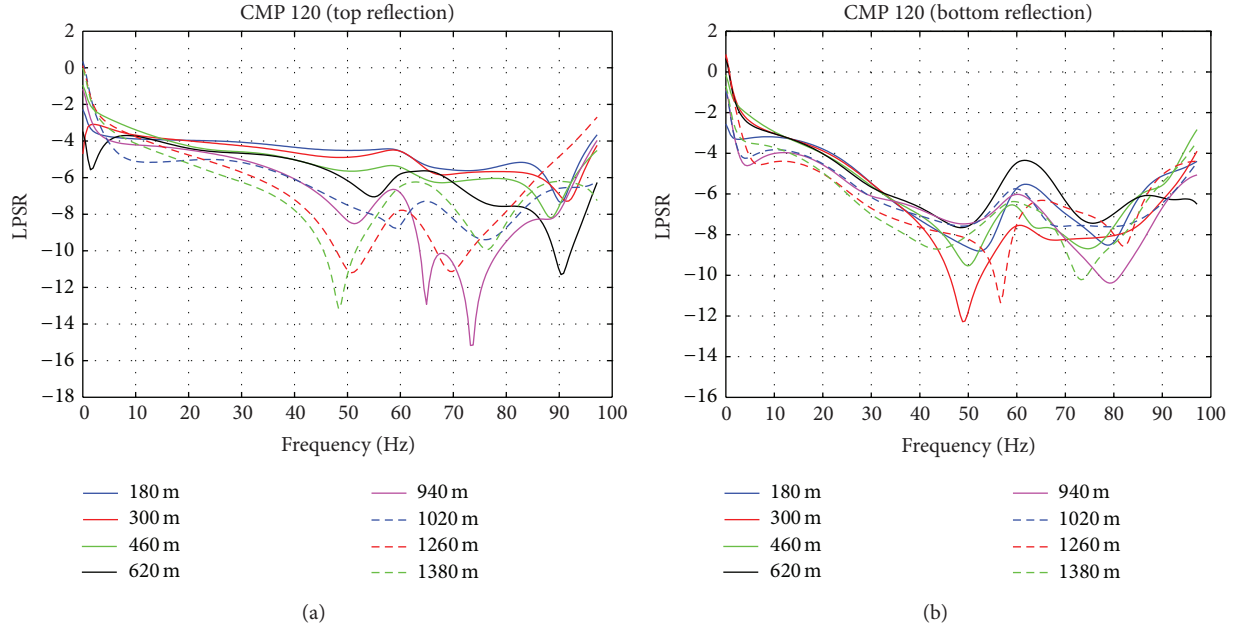 CMP 120 (top reflection)
2
0
−2
−4
−6
−8
−10
−12
−14
−16
−18
LPSR
0 10 20 30 40 50 60 70 80 90 100
Frequency (Hz)
180 m
300 m
460 m
620 m
940 m
1020 m
1260 m
1380 m
(a)
CMP 120 (bottom reflection)
2
0
−2
−4
−6
−8
−10
−12
−14
−16
LPSR
0 10 20 30 40 50 60 70 80 90 100
Frequency (Hz)
180 m
300 m
460 m
620 m
940 m
1020 m
1260 m
1380 m
(b)